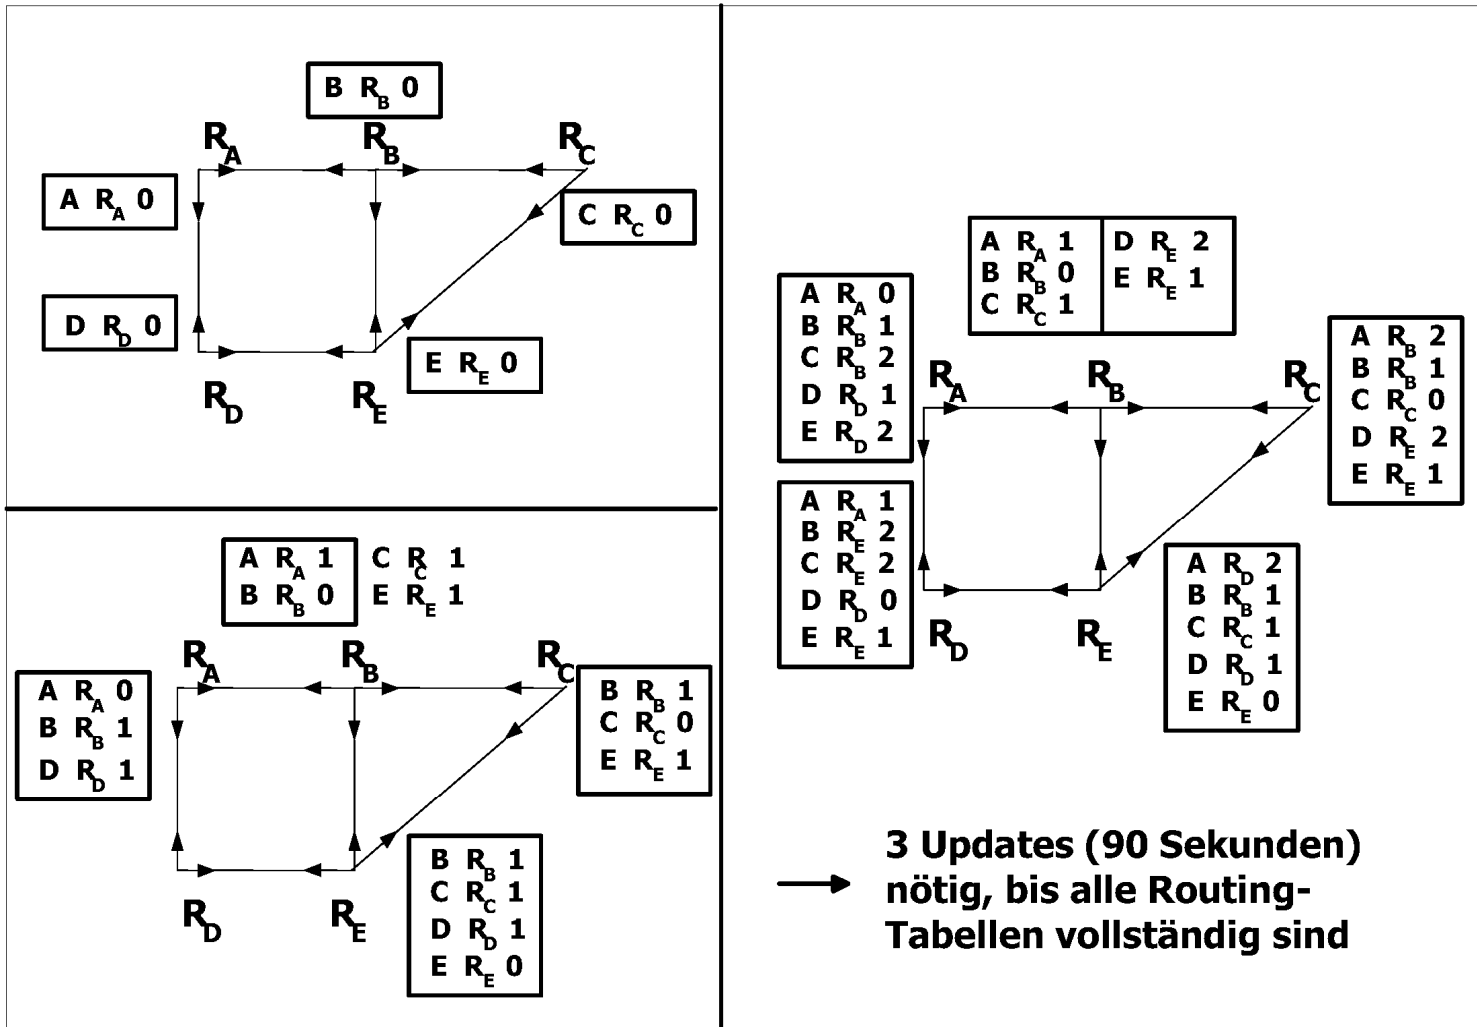 B R_B 0
R_A R_B R_C
A R_A 0
C R_C 0
D R_D 0
E R_E 0
R_D R_E
A R_A 1 C R_C 1
B R_B 0 E R_E 1
R_A R_B R_C
A R_A 0
B R_B 1
D R_D 1
B R_B 1
C R_C 0
E R_E 1
R_D R_E
B R_B 1
C R_C 1
D R_D 1
E R_E 0
A R_A 1 D R_E 2
B R_B 0 E R_E 1
C R_C 1
A R_A 0
B R_B 1
C R_B 2
D R_D 1
E R_D 2
R_A R_B R_C
A R_B 2
B R_B 1
C R_C 0
D R_E 2
E R_E 1
A R_A 1
B R_E 2
C R_E 2
D R_D 0
E R_E 1
R_D R_E
A R_D 2
B R_B 1
C R_C 1
D R_D 1
E R_E 0
3 Updates (90 Sekunden)
nötig, bis alle Routing-
Tabellen vollständig sind